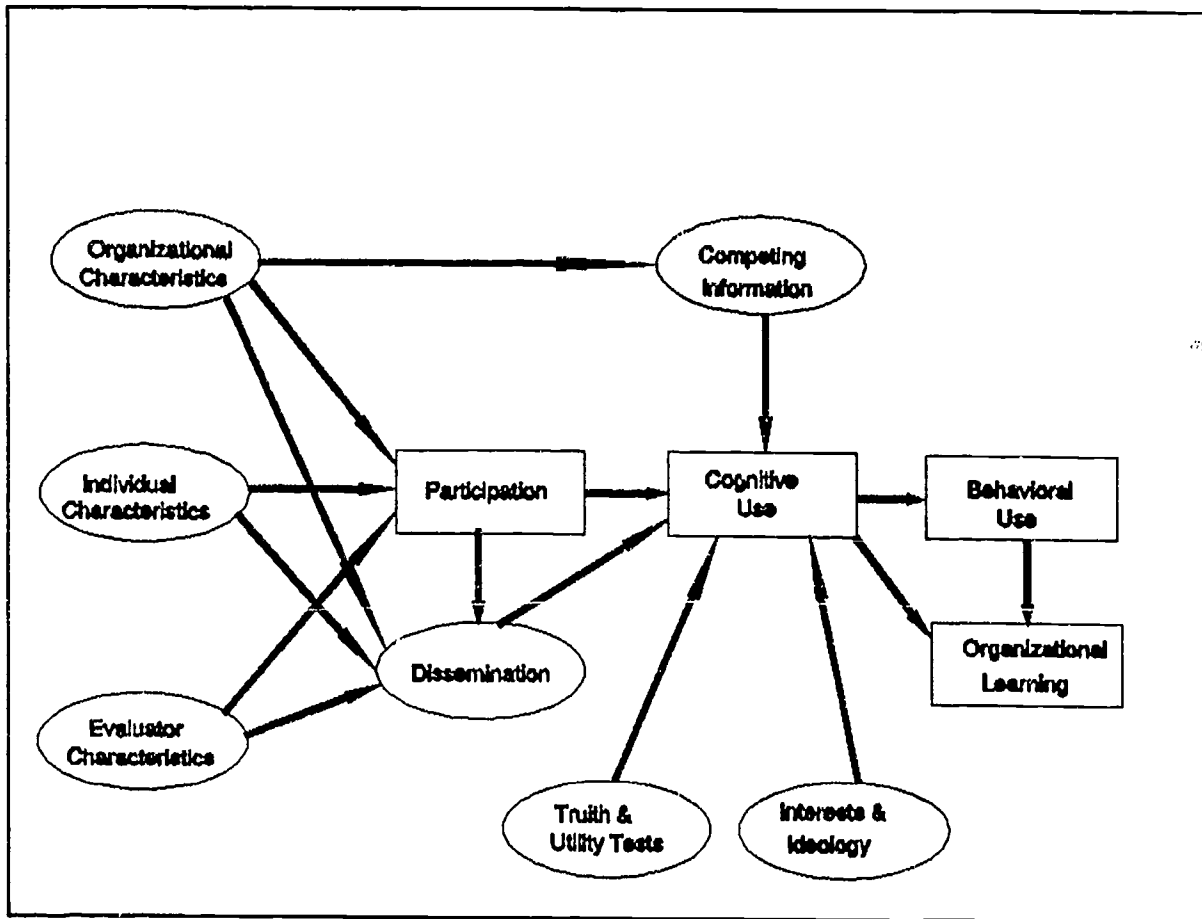 Organizational
Characteristics
Competing
Information
Individual
Characteristics
Participation
Cognitive
Use
Behavioral
Use
Dissemination
Organizational
Learning
Evaluator
Characteristics
Truith &
Utility Tests
Interests &
Ideology